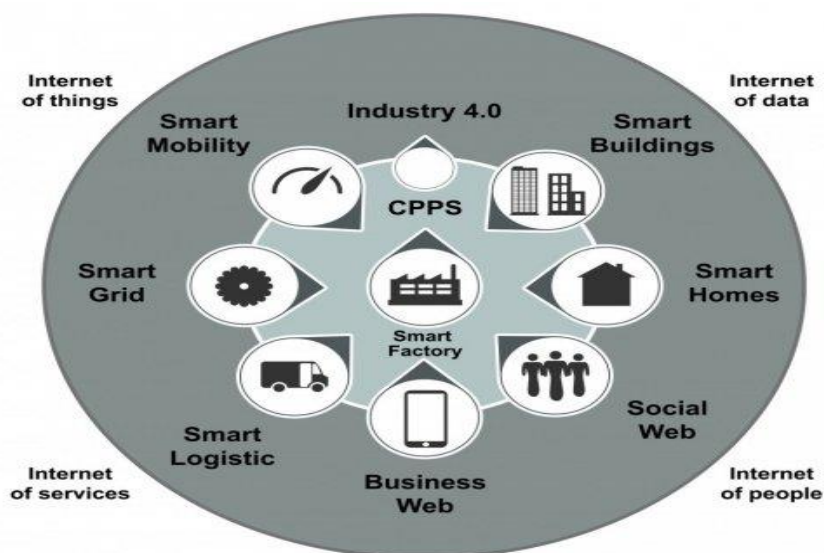 Internet
of things
Internet
of data
Industry 4.0
Smart
Mobility
Smart
Buildings
CPPS
Smart
Grid
Smart
Homes
Smart
Factory
Smart
Logistic
Social
Web
Business
Web
Internet
of services
Internet
of people